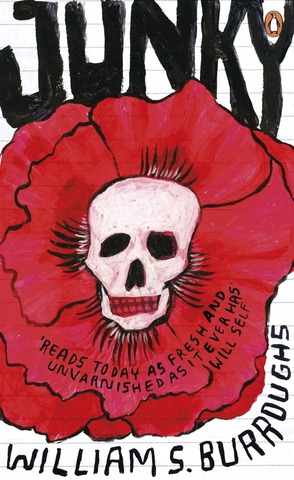 JUNKY
'READS TODAY AS FRESH AND
UNVARNISHED AS IT EVER HAS'
WILL SELF
WILLIAM S. BURROUGHS